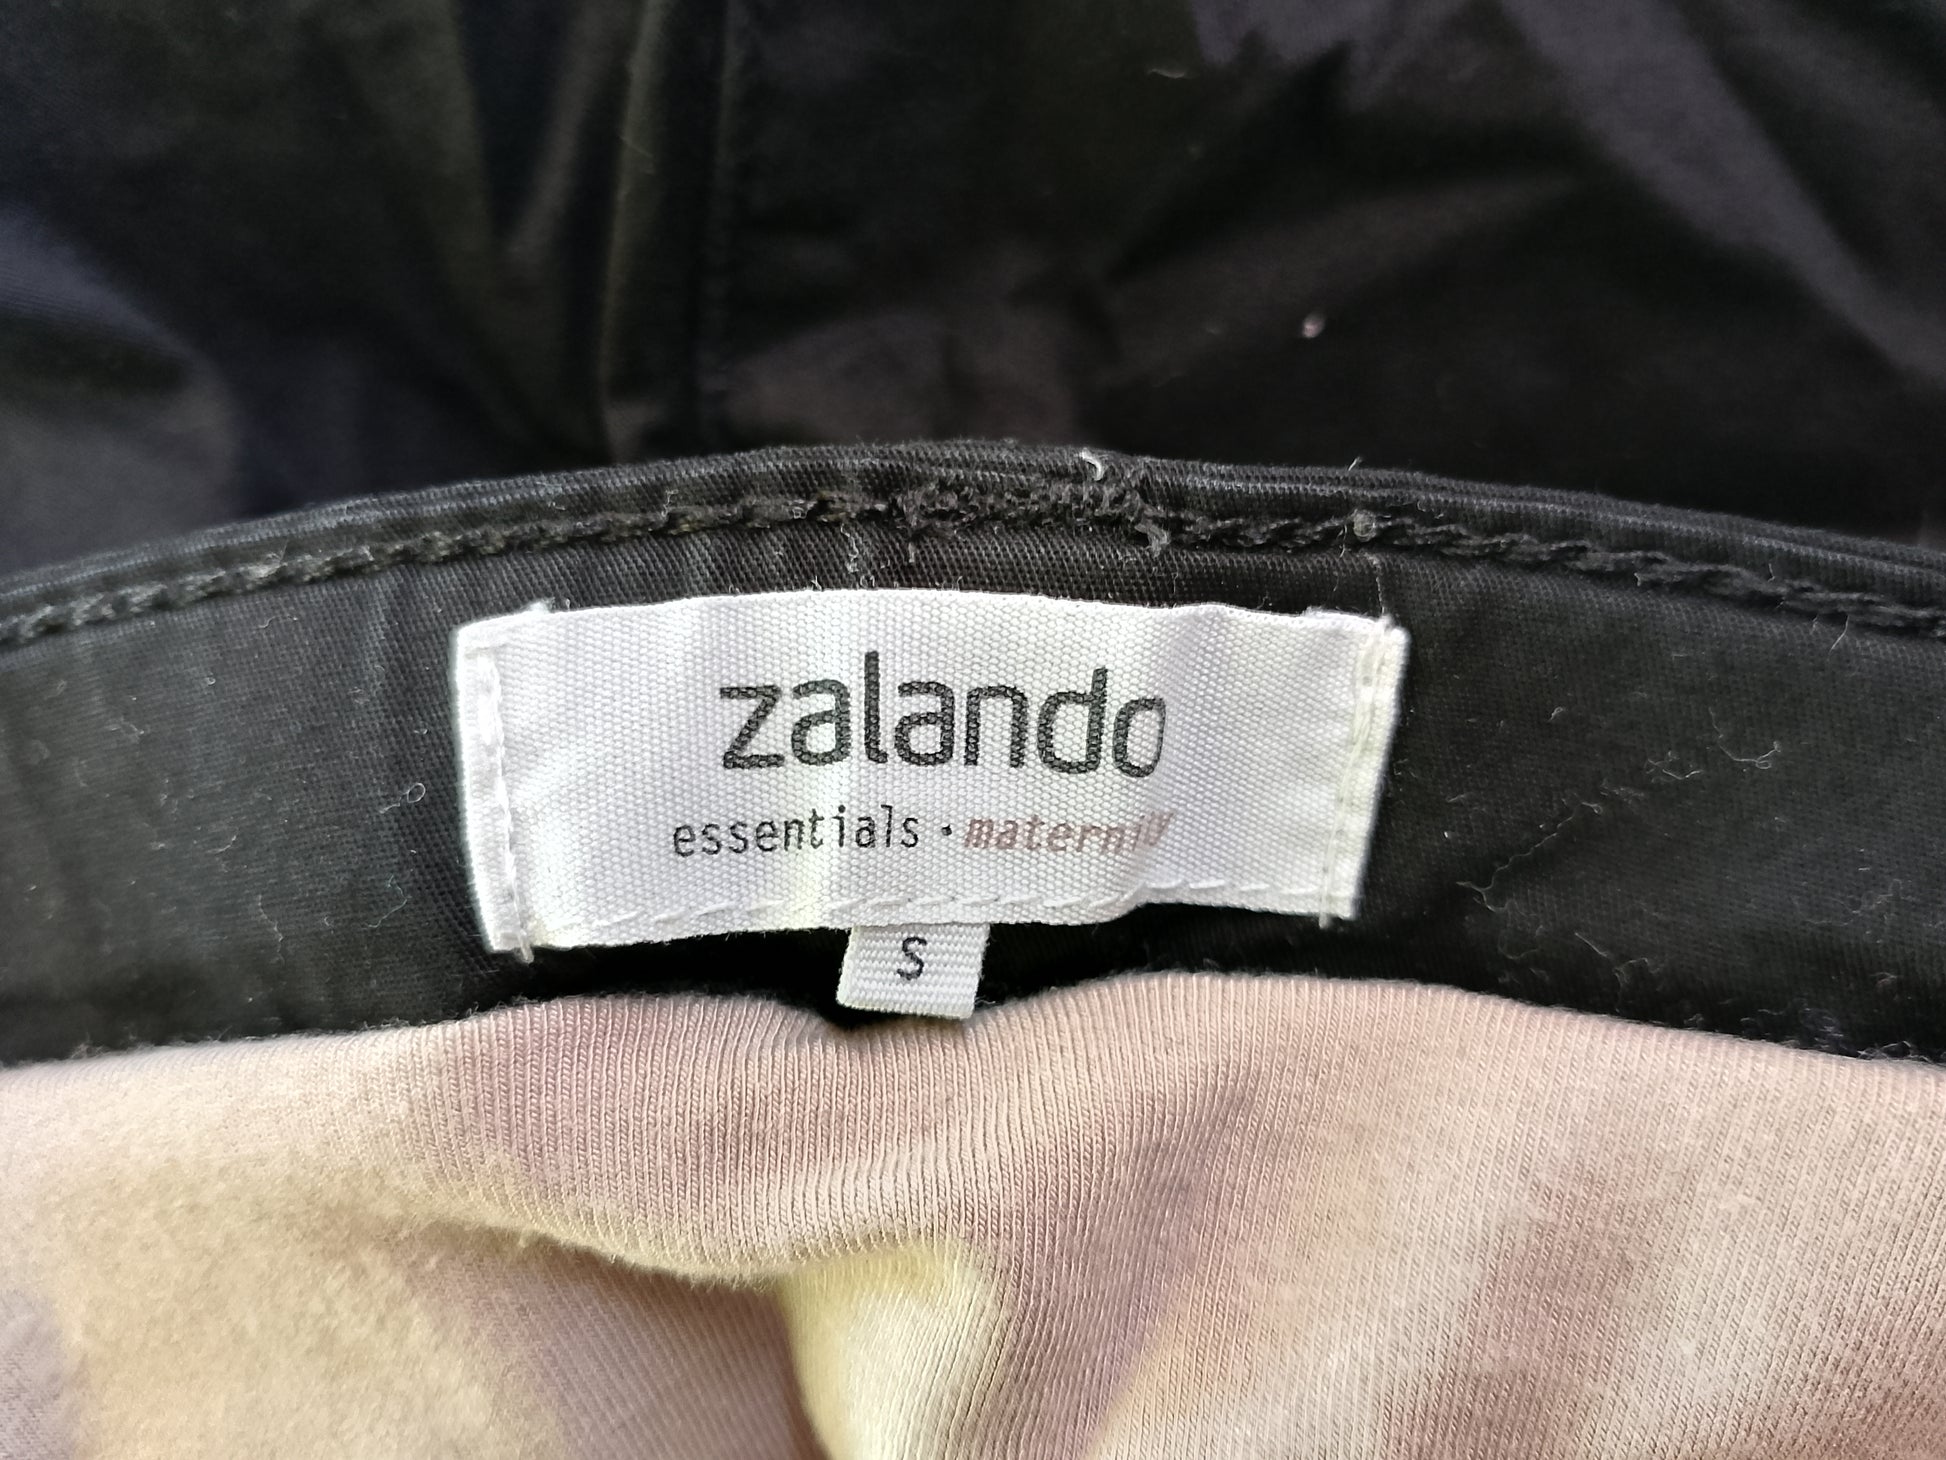 zalando
essentials · maternity
S